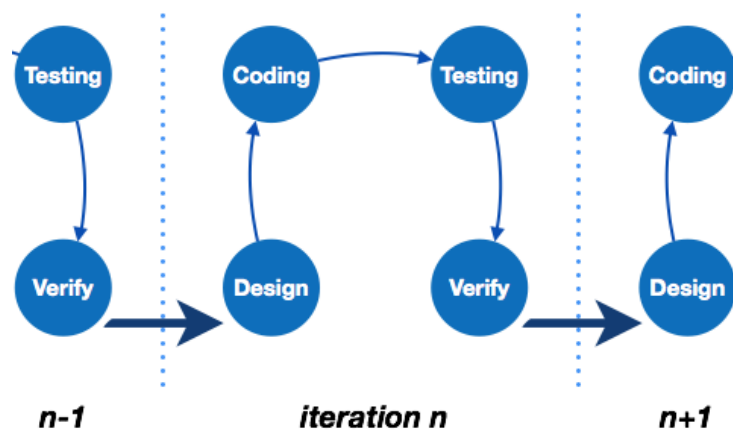 Testing
Coding
Testing
Coding
Verify
Design
Verify
Design
n-1
iteration n
n+1